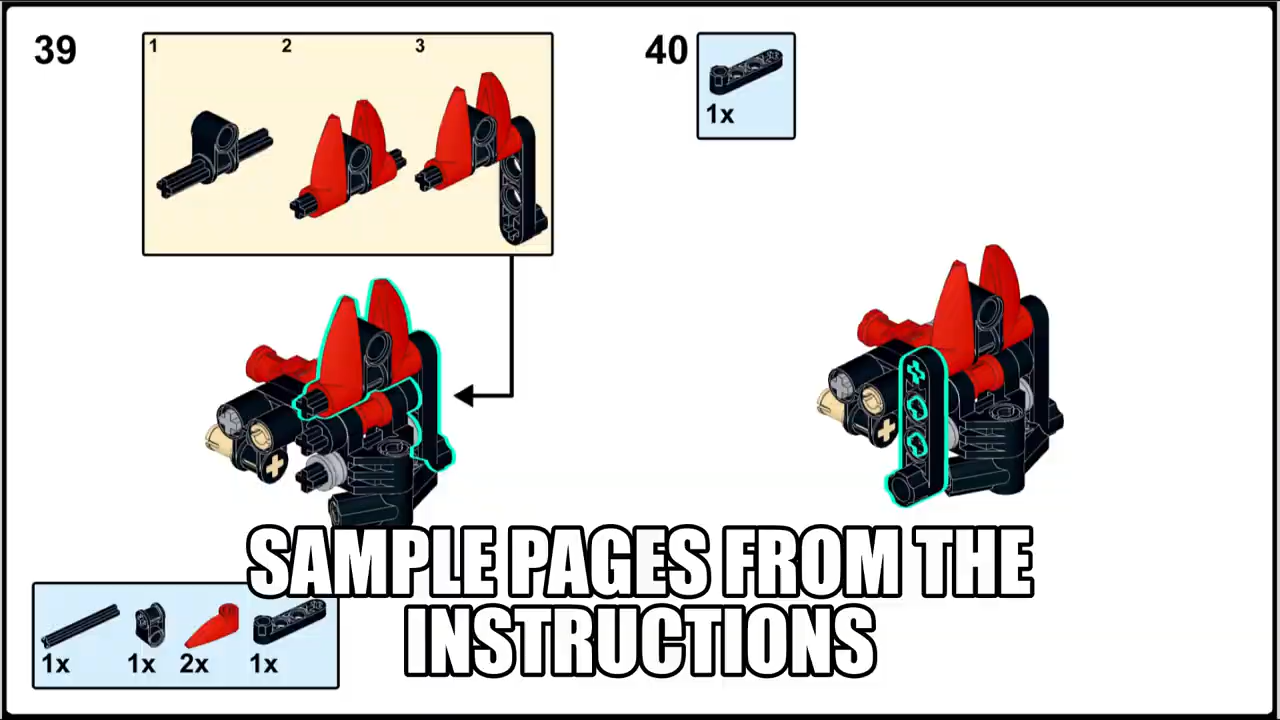 39
1 2 3
40
1x
SAMPLE PAGES FROM THE
INSTRUCTIONS
1x 1x 2x 1x